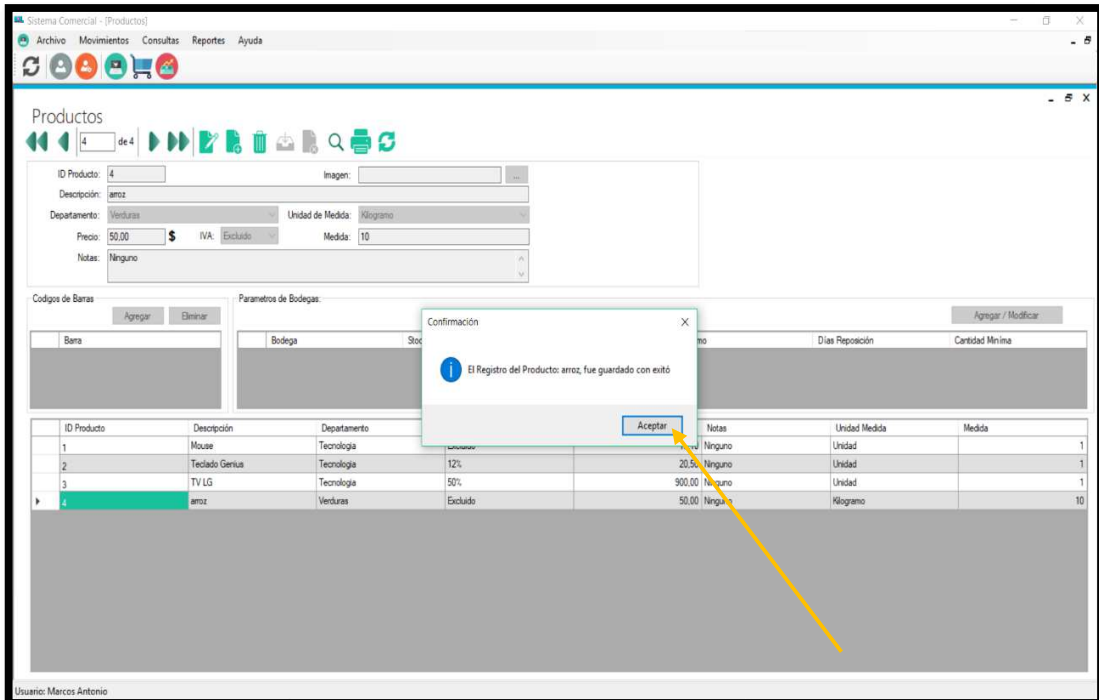 Sistema Comercial - [Productos]
Archivo Movimientos Consultas Reportes Ayuda
Productos
4 de 4
ID Producto: 4 Imagen: ...
Descripción: arroz
Departamento: Verduras Unidad de Medida: Kilogramo
Precio: 50,00 $ IVA: Excluido Medida: 10
Notas: Ninguno
Codigos de Barras Parametros de Bodegas:
Agregar Eliminar Agregar / Modificar
Barra Bodega Días Reposición Cantidad Minima
Confirmación
El Registro del Producto: arroz, fue guardado con exitó
Aceptar
ID Producto Descripción Departamento Notas Unidad Medida Medida
1 Mouse Tecnologia Ninguno Unidad 1
2 Teclado Genius Tecnologia 12% 20,50 Ninguno Unidad 1
3 TV LG Tecnologia 50% 900,00 Ninguno Unidad 1
4 arroz Verduras Excluido 50,00 Ninguno Kilogramo 10
Usuario: Marcos Antonio